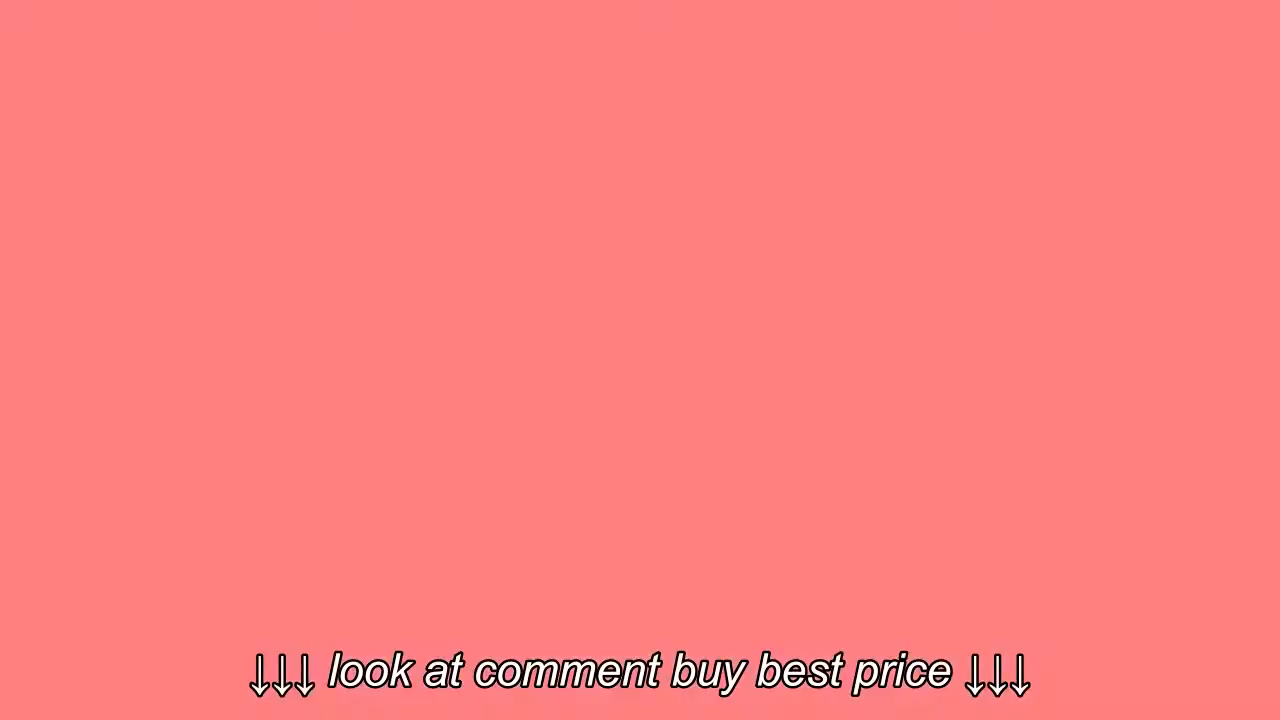 ↓↓↓ look at comment buy best price ↓↓↓